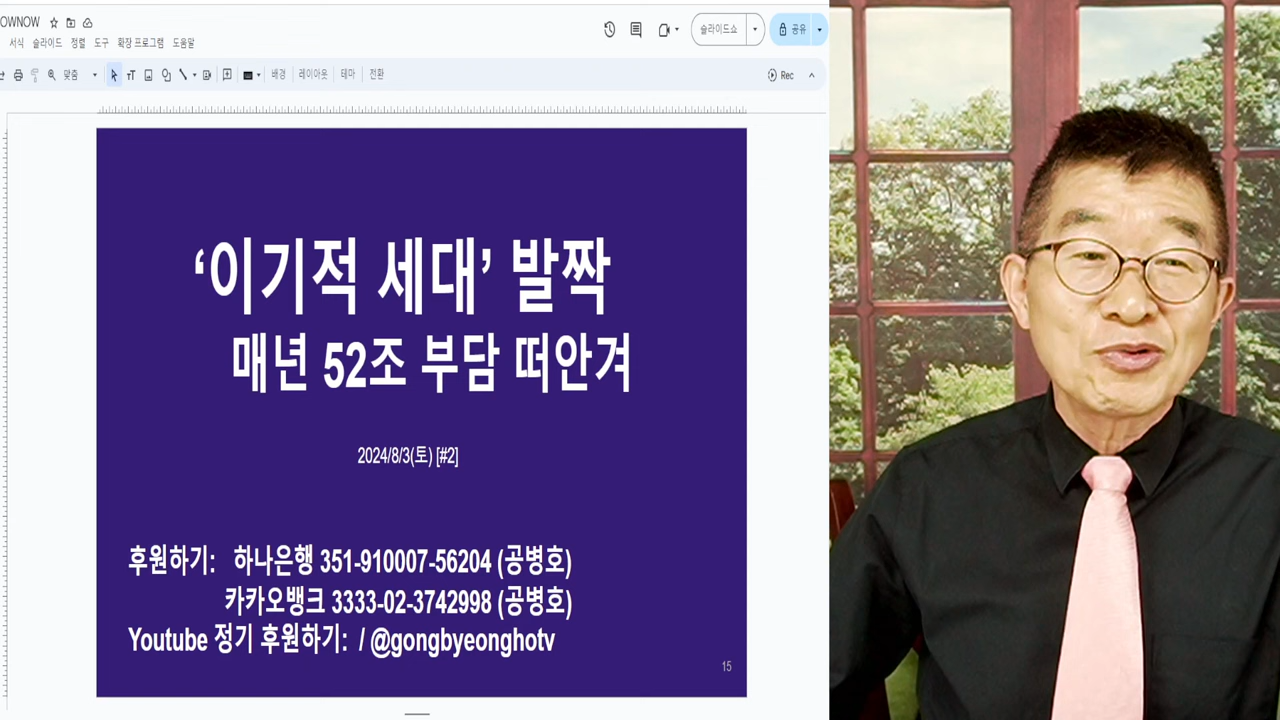 OWNOW
서식 슬라이드 정렬 도구 확장 프로그램 도움말
슬라이드쇼
공유
맞춤
배경 레이아웃 테마 전환
Rec
‘이기적 세대’ 발짝
매년 52조 부담 떠안겨
2024/8/3(토) [#2]
후원하기: 하나은행 351-910007-56204 (공병호)
카카오뱅크 3333-02-3742998 (공병호)
Youtube 정기 후원하기: / @gongbyeonghotv
15